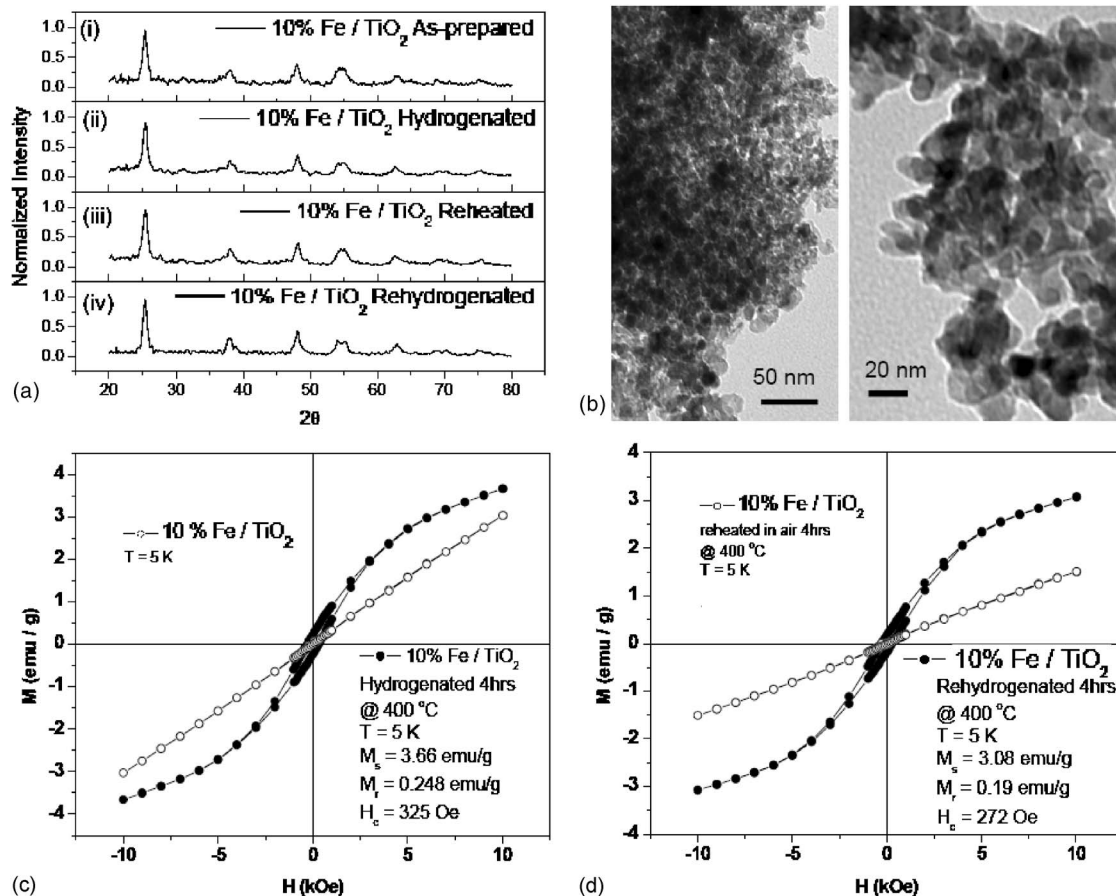 (i) 10% Fe / TiO2 As-prepared
1.0
0.5
0.0
(ii) 10% Fe / TiO2 Hydrogenated
1.0
0.5
0.0
(iii) 10% Fe / TiO2 Reheated
1.0
0.5
0.0
(iv) 10% Fe / TiO2 Rehydrogenated
1.0
0.5
0.0
Normalized Intensity
20 30 40 50 60 70 80
2θ
(a)
50 nm
20 nm
(b)
4
3
2
1
0
-1
-2
-3
-4
M (emu / g)
10 % Fe / TiO2
T = 5 K
10% Fe / TiO2
Hydrogenated 4hrs
@ 400 °C
T = 5 K
Ms = 3.66 emu/g
Mr = 0.248 emu/g
Hc = 325 Oe
-10 -5 0 5 10
H (kOe)
(c)
4
3
2
1
0
-1
-2
-3
-4
M (emu / g)
10% Fe / TiO2
reheated in air 4hrs
@ 400 °C
T = 5 K
10% Fe / TiO2
Rehydrogenated 4hrs
@ 400 °C
T = 5 K
Ms = 3.08 emu/g
Mr = 0.19 emu/g
Hc = 272 Oe
-10 -5 0 5 10
H (kOe)
(d)